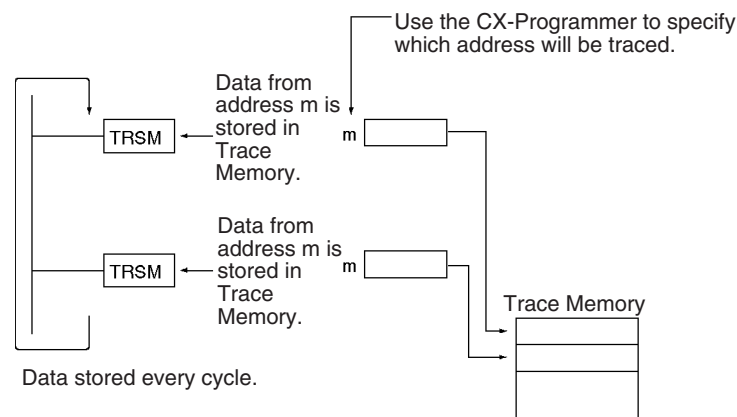 Use the CX-Programmer to specify
which address will be traced.
Data from
address m is
stored in
Trace
Memory.
TRSM
m
Data from
address m is
stored in
Trace
Memory.
TRSM
m
Trace Memory
Data stored every cycle.